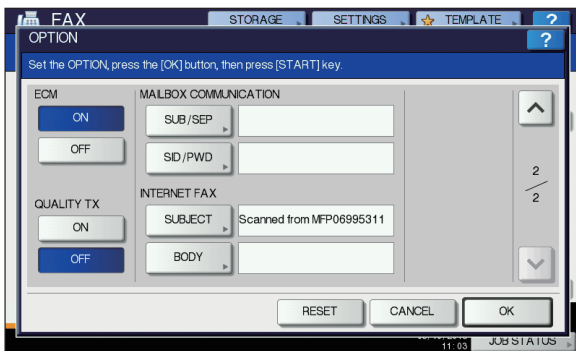 FAX
STORAGE
SETTINGS
TEMPLATE
?
OPTION
?
Set the OPTION, press the [OK] button, then press [START] key.
ECM
ON
OFF
QUALITY TX
ON
OFF
MAILBOX COMMUNICATION
SUB/SEP
SID/PWD
INTERNET FAX
SUBJECT
Scanned from MFP06995311
BODY
2
2
RESET
CANCEL
OK
11:03
JOB STATUS